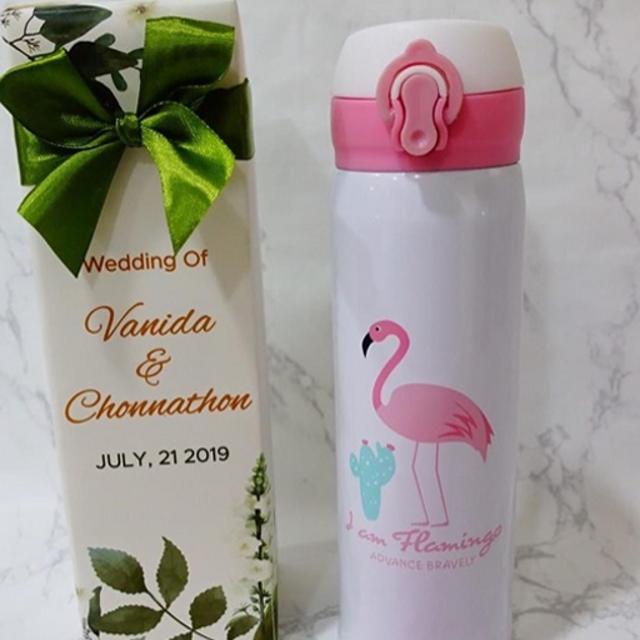 Wedding Of
Vanida
&
Chonnathon
JULY, 21 2019
I am Flamingo
ADVANCE BRAVELY